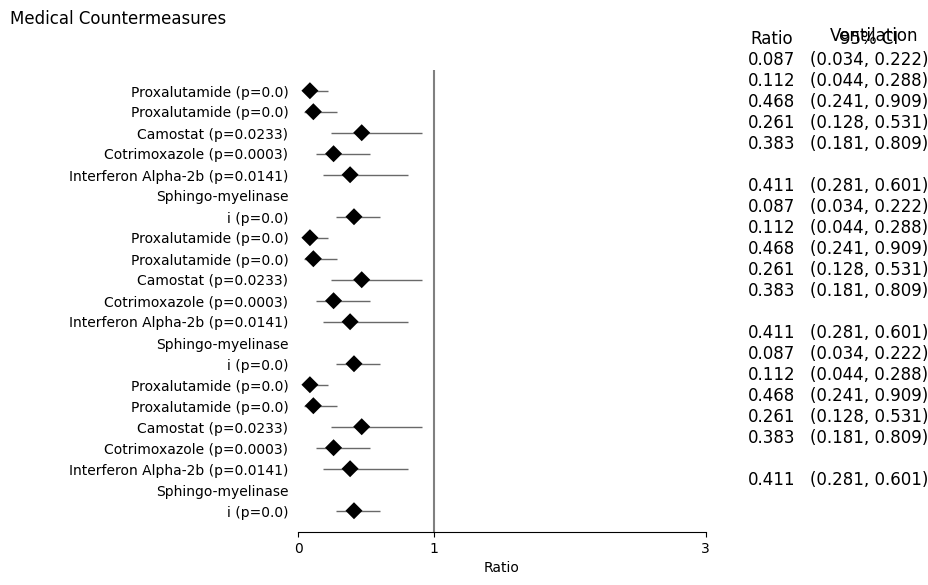 Medical Countermeasures
Ventilation
Ratio 95% CI
0.087 (0.034, 0.222)
Proxalutamide (p=0.0) 0.112 (0.044, 0.288)
Proxalutamide (p=0.0) 0.468 (0.241, 0.909)
Camostat (p=0.0233) 0.261 (0.128, 0.531)
Cotrimoxazole (p=0.0003) 0.383 (0.181, 0.809)
Interferon Alpha-2b (p=0.0141)
Sphingo-myelinase 0.411 (0.281, 0.601)
i (p=0.0) 0.087 (0.034, 0.222)
Proxalutamide (p=0.0) 0.112 (0.044, 0.288)
Proxalutamide (p=0.0) 0.468 (0.241, 0.909)
Camostat (p=0.0233) 0.261 (0.128, 0.531)
Cotrimoxazole (p=0.0003) 0.383 (0.181, 0.809)
Interferon Alpha-2b (p=0.0141)
Sphingo-myelinase 0.411 (0.281, 0.601)
i (p=0.0) 0.087 (0.034, 0.222)
Proxalutamide (p=0.0) 0.112 (0.044, 0.288)
Proxalutamide (p=0.0) 0.468 (0.241, 0.909)
Camostat (p=0.0233) 0.261 (0.128, 0.531)
Cotrimoxazole (p=0.0003) 0.383 (0.181, 0.809)
Interferon Alpha-2b (p=0.0141)
Sphingo-myelinase 0.411 (0.281, 0.601)
i (p=0.0)
0 1 3
Ratio